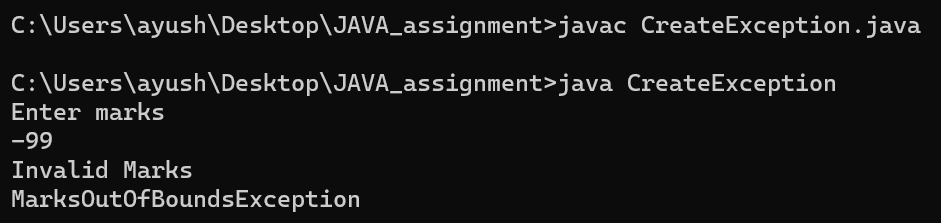 C:\Users\ayush\Desktop\JAVA_assignment>javac CreateException.java
C:\Users\ayush\Desktop\JAVA_assignment>java CreateException
Enter marks
-99
Invalid Marks
MarksOutOfBoundsException